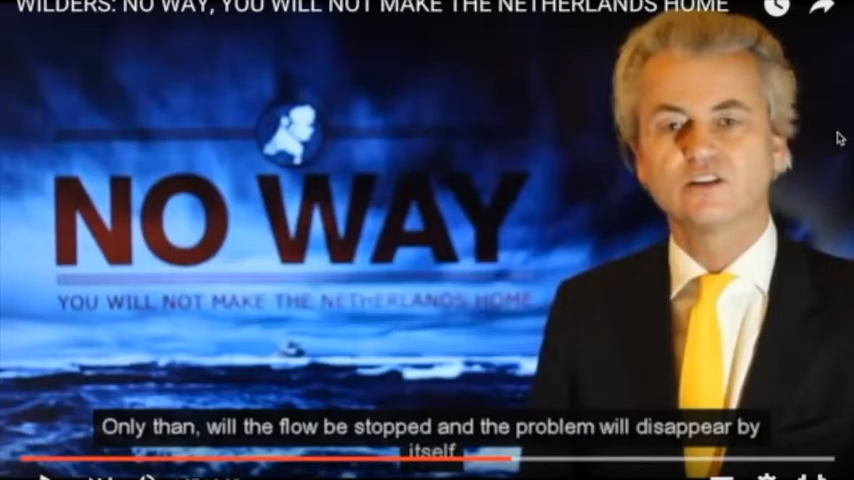 WILDERS: NO WAY, YOU WILL NOT MAKE THE NETHERLANDS HOME
NO WAY
YOU WILL NOT MAKE THE NETHERLANDS HOME
Only than, will the flow be stopped and the problem will disappear by
itself